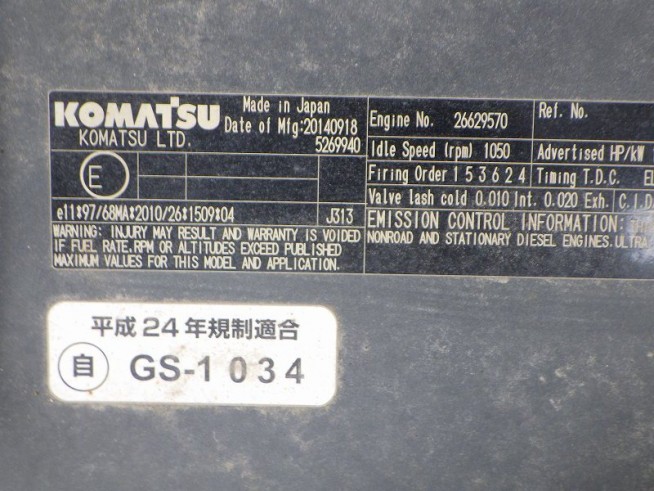 KOMATSU
KOMATSU LTD.
Made in Japan
Date of Mfg:20140918
5269940
E
e11*97/68MA*2010/26*1509*04 J313
WARNING: INJURY MAY RESULT AND WARRANTY IS VOIDED
IF FUEL RATE.RPM OR ALTITUDES EXCEED PUBLISHED
MAXIMUM VALUES FOR THIS MODEL AND APPLICATION.
Engine No. 26629570 Ref. No.
Idle Speed (rpm) 1050 Advertised HP/kW
Firing Order 1 5 3 6 2 4 Timing T.D.C.
Valve lash cold 0.010 Int. 0.020 Exh. C.I.D
EMISSION CONTROL INFORMATION:
NONROAD AND STATIONARY DIESEL ENGINES. ULTRA
平成24年規制適合
自 GS-1034